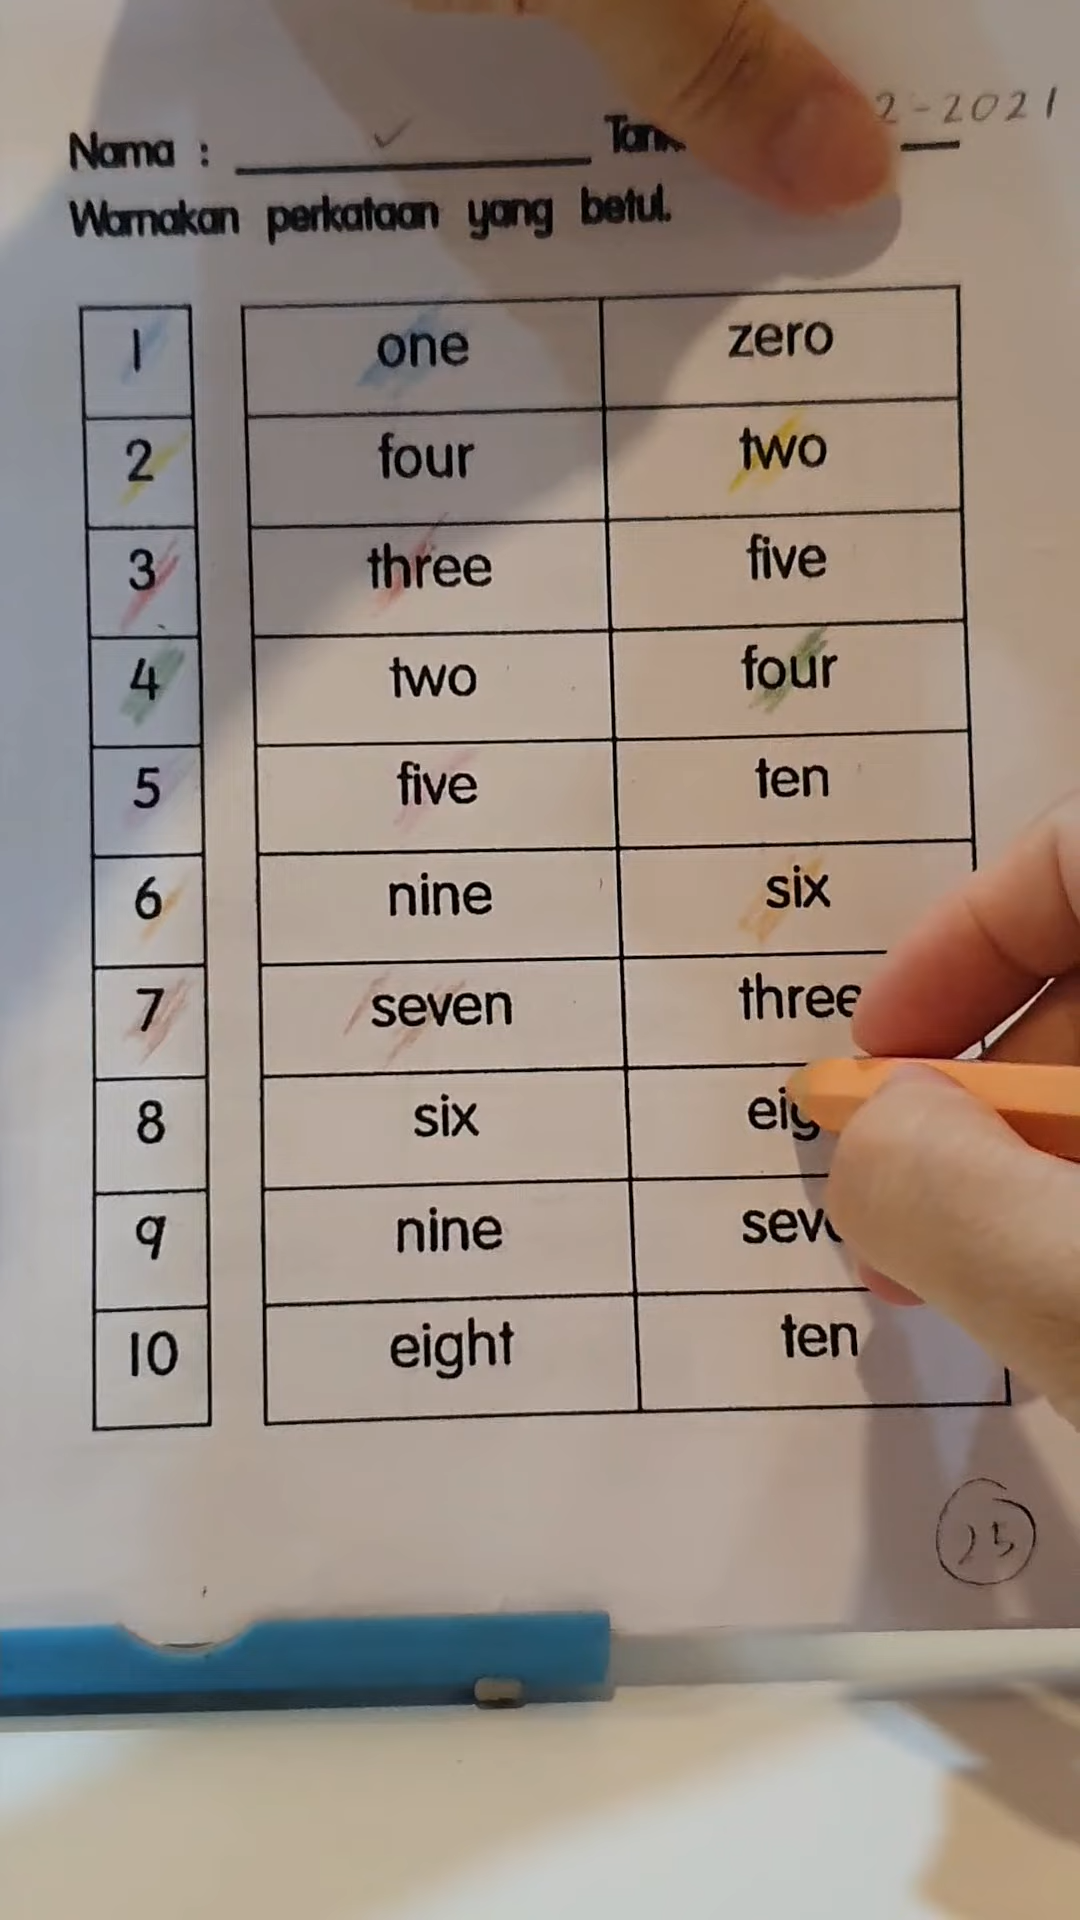 Nama : 2-2021
Warnakan perkataan yang betul.
1 one zero
2 four two
3 three five
4 two four
5 five ten
6 nine six
7 seven three
8 six
9 nine
10 eight ten
25